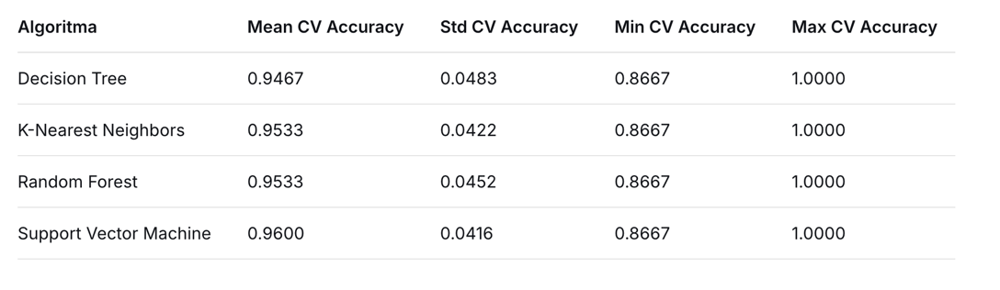 Algoritma Mean CV Accuracy Std CV Accuracy Min CV Accuracy Max CV Accuracy
Decision Tree 0.9467 0.0483 0.8667 1.0000
K-Nearest Neighbors 0.9533 0.0422 0.8667 1.0000
Random Forest 0.9533 0.0452 0.8667 1.0000
Support Vector Machine 0.9600 0.0416 0.8667 1.0000